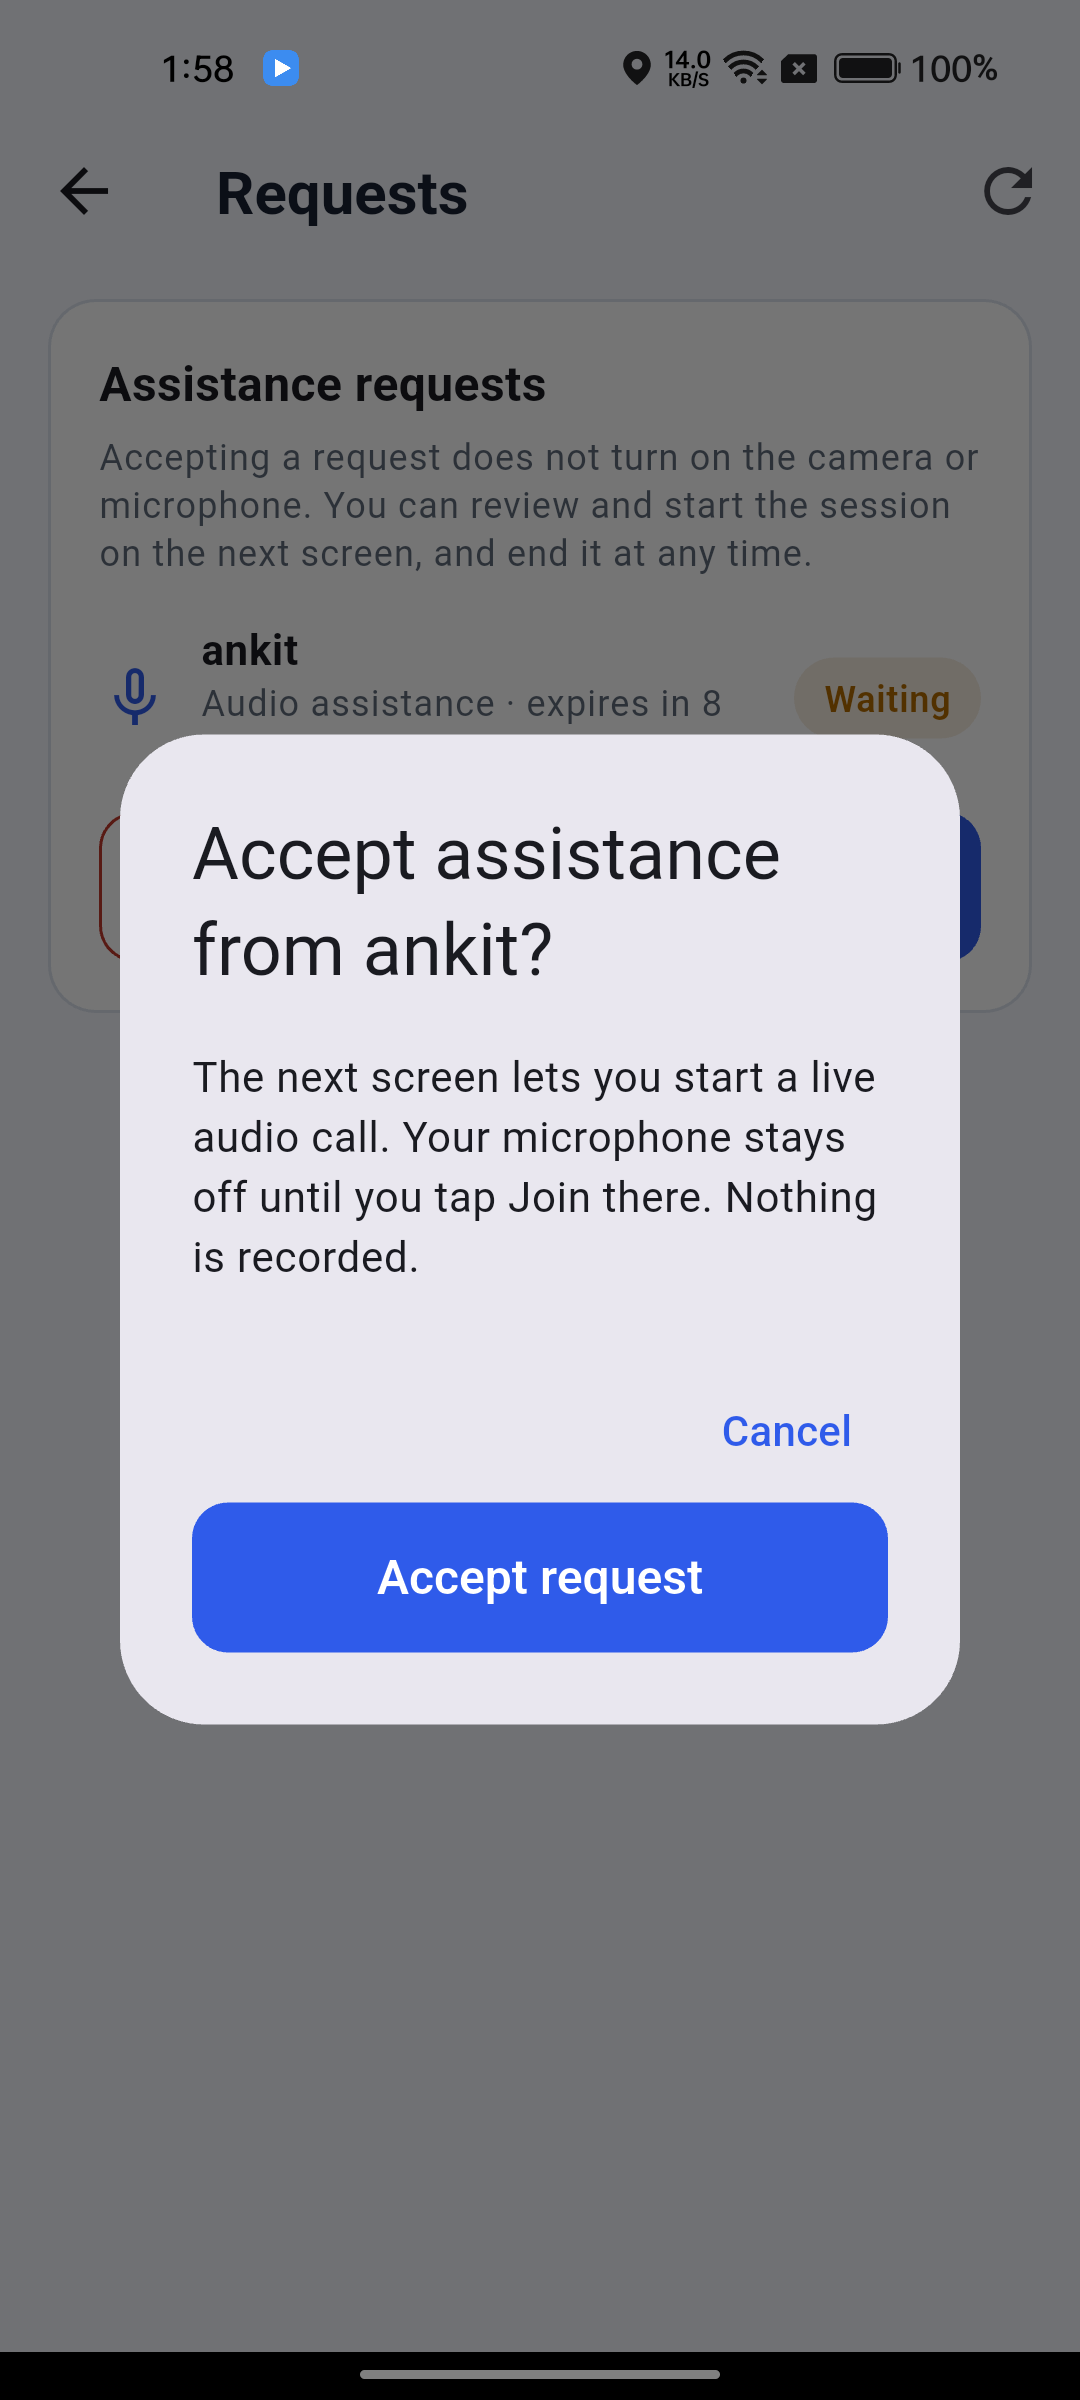 1:58
14.0
KB/S
100%
Requests
Assistance requests
Accepting a request does not turn on the camera or
microphone. You can review and start the session
on the next screen, and end it at any time.
ankit
Audio assistance · expires in 8
Waiting
Accept assistance
from ankit?
The next screen lets you start a live
audio call. Your microphone stays
off until you tap Join there. Nothing
is recorded.
Cancel
Accept request